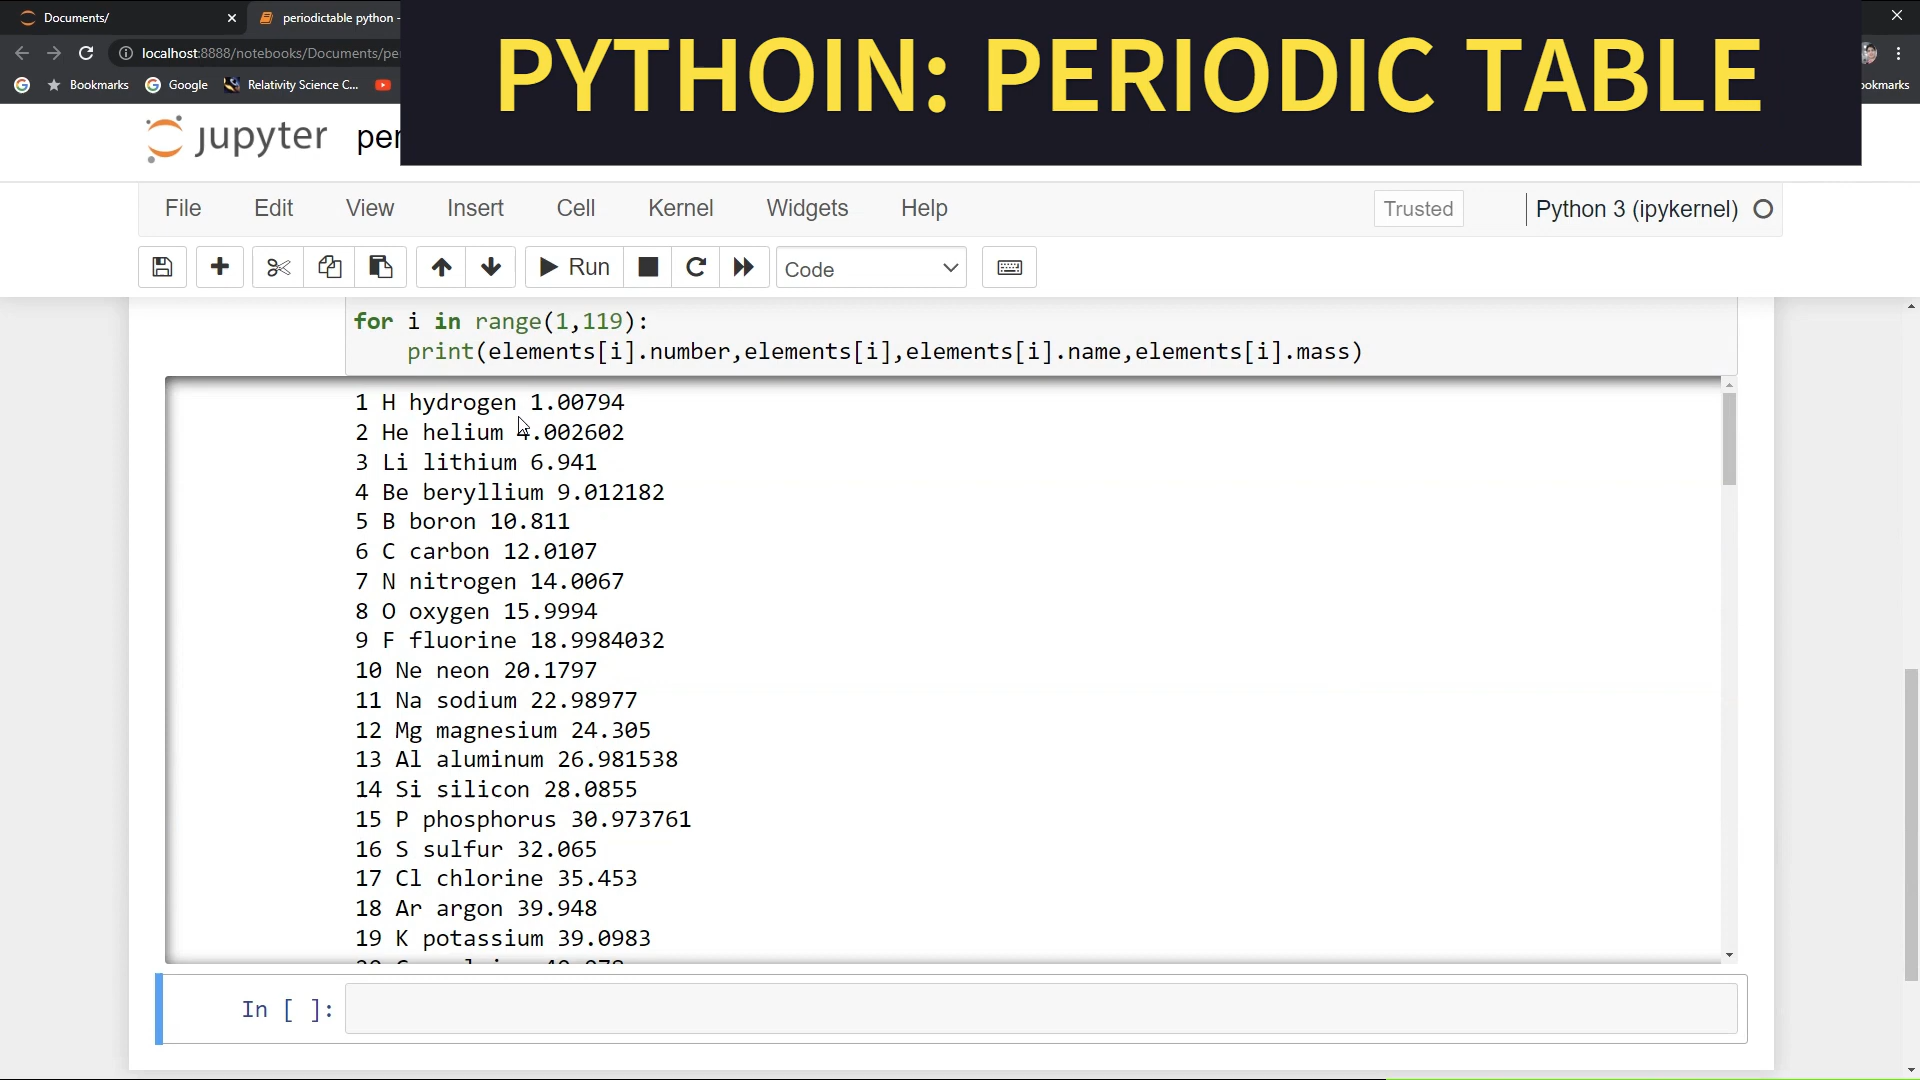 Documents/
periodictable python -
PYTHOIN: PERIODIC TABLE
localhost:8888/notebooks/Documents/pe
Bookmarks
Google
Relativity Science C...
ookmarks
jupyter
per
File
Edit
View
Insert
Cell
Kernel
Widgets
Help
Trusted
Python 3 (ipykernel)
Run
Code
for i in range(1,119):
print(elements[i].number,elements[i],elements[i].name,elements[i].mass)
1 H hydrogen 1.00794
2 He helium 4.002602
3 Li lithium 6.941
4 Be beryllium 9.012182
5 B boron 10.811
6 C carbon 12.0107
7 N nitrogen 14.0067
8 O oxygen 15.9994
9 F fluorine 18.9984032
10 Ne neon 20.1797
11 Na sodium 22.98977
12 Mg magnesium 24.305
13 Al aluminum 26.981538
14 Si silicon 28.0855
15 P phosphorus 30.973761
16 S sulfur 32.065
17 Cl chlorine 35.453
18 Ar argon 39.948
19 K potassium 39.0983
In [ ]: